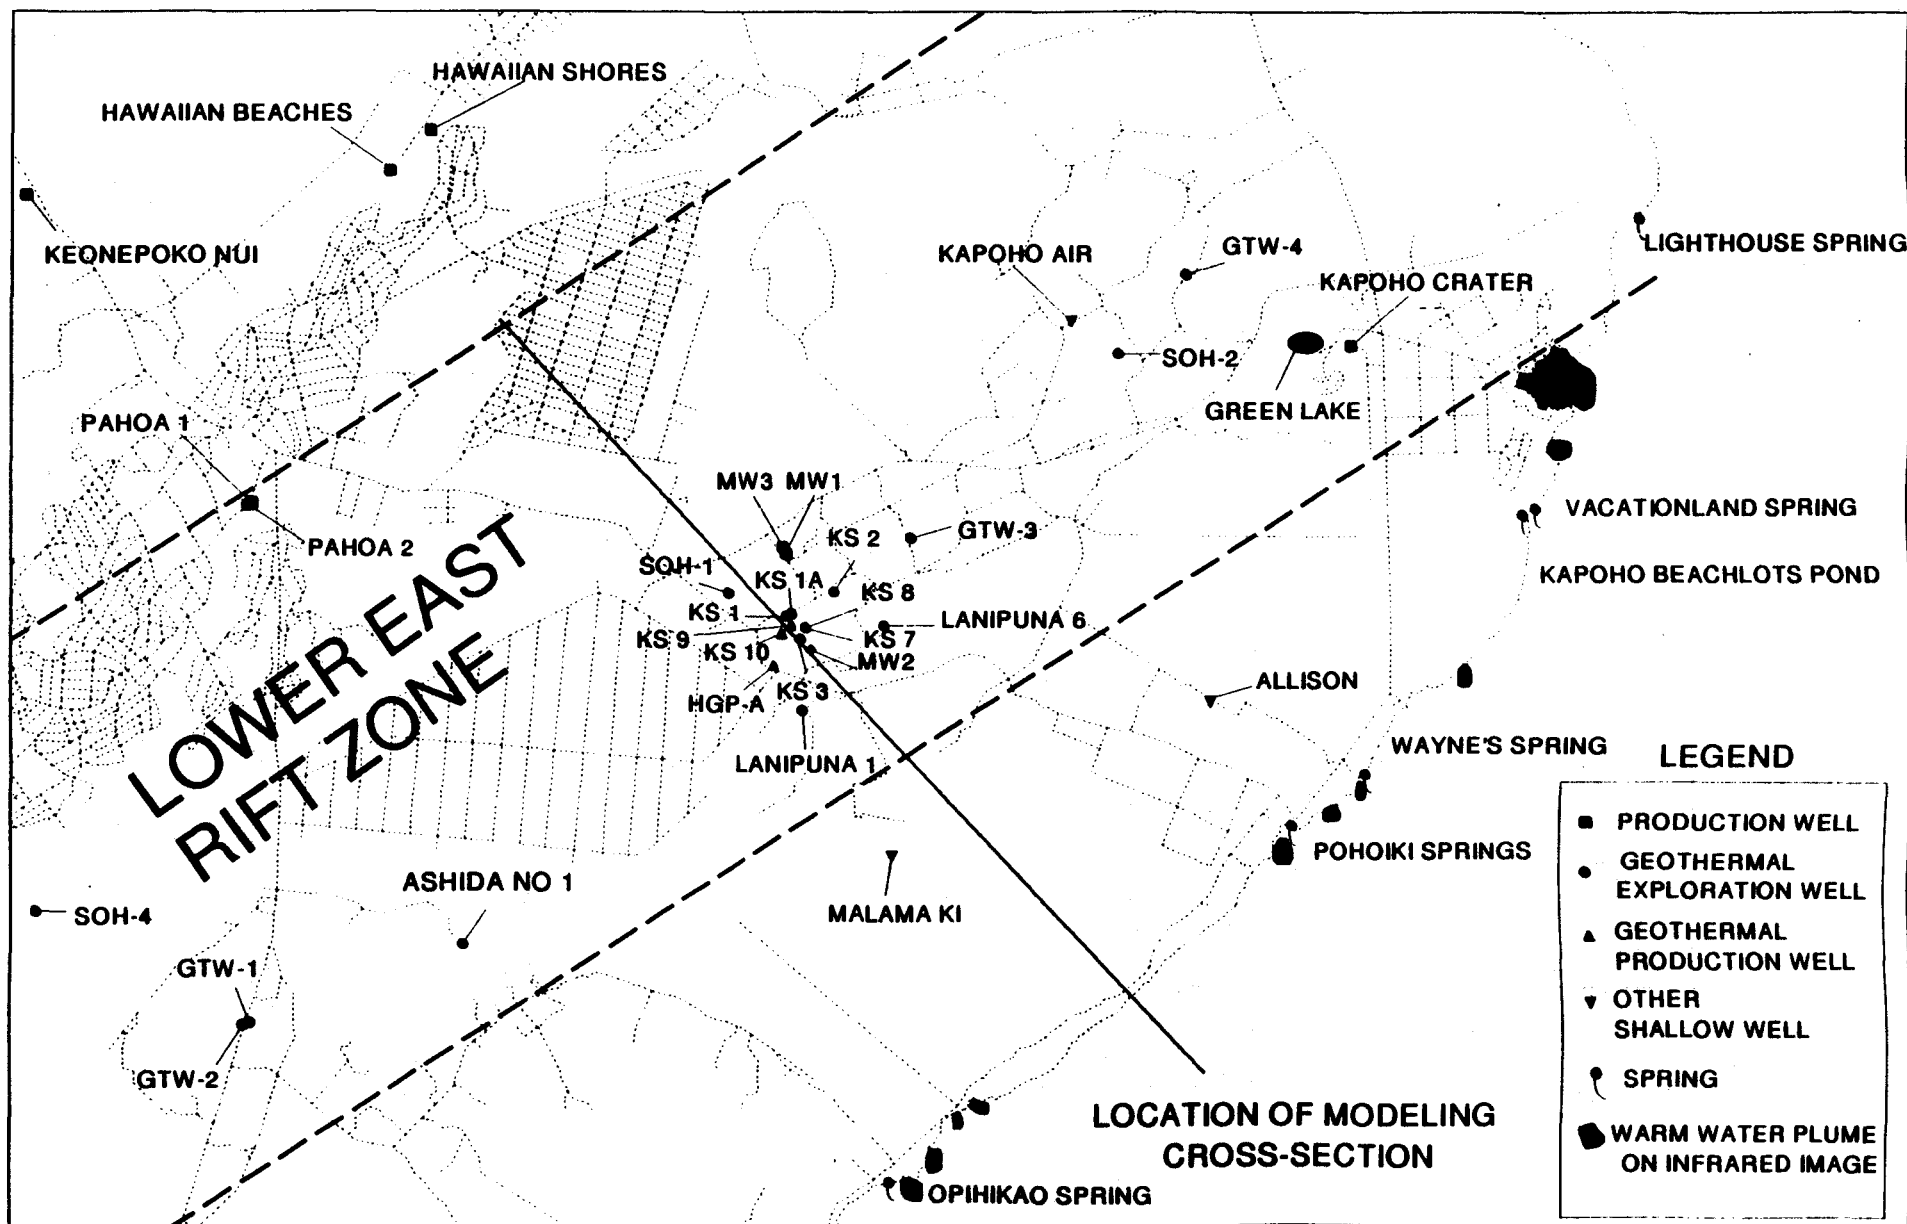 HAWAIIAN SHORES
HAWAIIAN BEACHES
KEONEPOKO NUI
LIGHTHOUSE SPRING
KAPOHO AIR
GTW-4
KAPOHO CRATER
SOH-2
GREEN LAKE
PAHOA 1
PAHOA 2
MW3 MW1
KS 2
GTW-3
VACATIONLAND SPRING
KAPOHO BEACHLOTS POND
SOH-1
KS 1A
KS 8
KS 1
LANIPUNA 6
KS 9
KS 10
KS 7
MW2
HGP-A
KS 3
LANIPUNA 1
ALLISON
WAYNE'S SPRING
POHOIKI SPRINGS
LOWER EAST
RIFT ZONE
ASHIDA NO 1
MALAMA KI
SOH-4
GTW-1
GTW-2
LOCATION OF MODELING
CROSS-SECTION
OPIHIKAO SPRING
LEGEND
PRODUCTION WELL
GEOTHERMAL
EXPLORATION WELL
GEOTHERMAL
PRODUCTION WELL
OTHER
SHALLOW WELL
SPRING
WARM WATER PLUME
ON INFRARED IMAGE